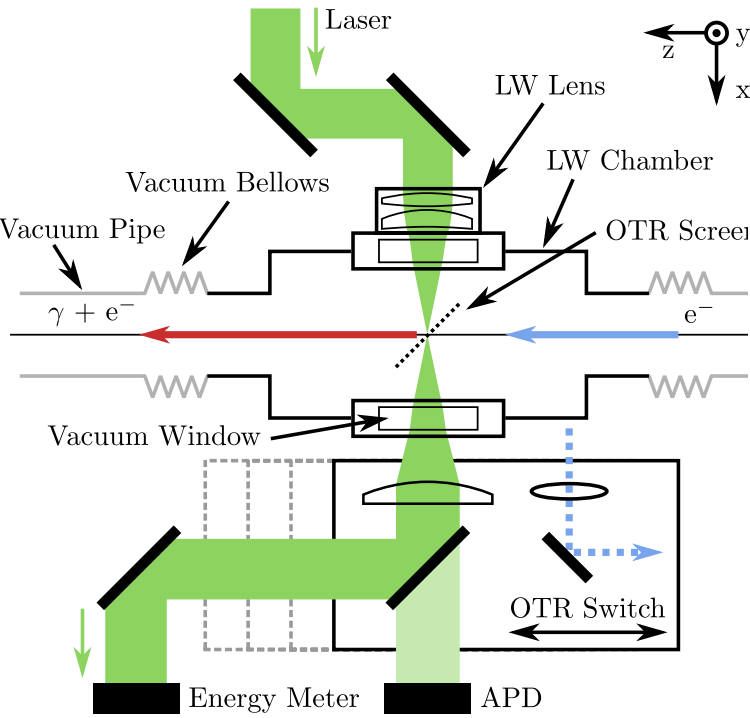 Laser
y
z
x
LW Lens
LW Chamber
Vacuum Bellows
Vacuum Pipe
OTR Screen
γ + e⁻
e⁻
Vacuum Window
OTR Switch
Energy Meter
APD